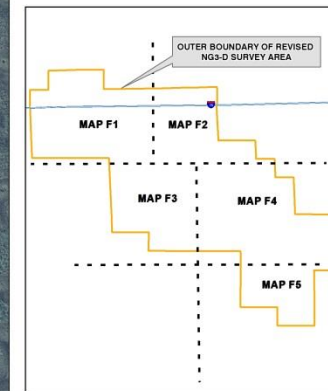 OUTER BOUNDARY OF REVISED
NG3-D SURVEY AREA
MAP F1
MAP F2
MAP F3
MAP F4
MAP F5